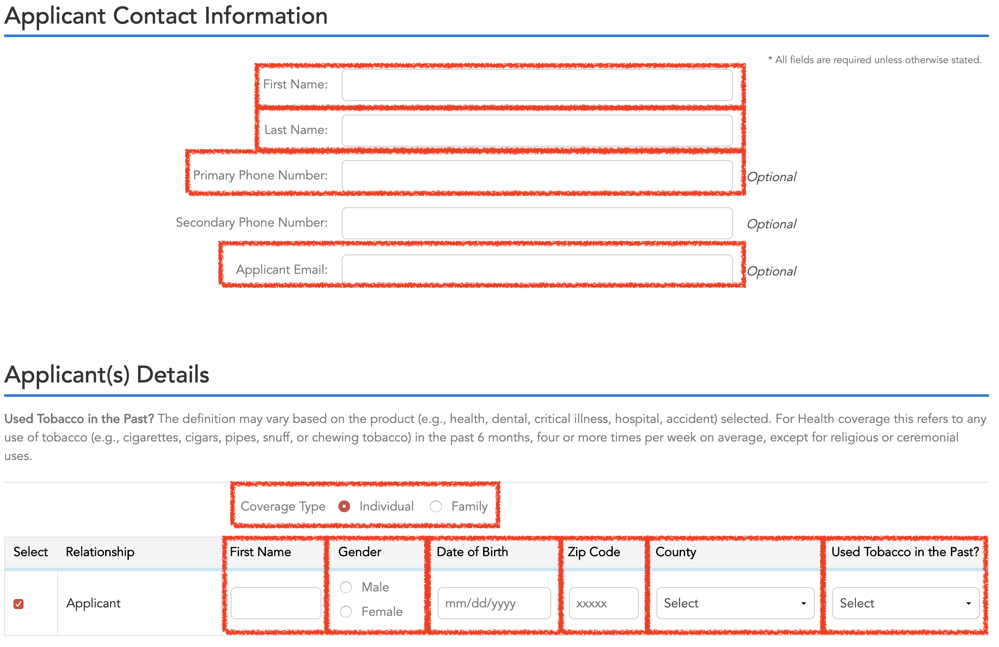 Applicant Contact Information
* All fields are required unless otherwise stated.
First Name:
Last Name:
Primary Phone Number:
Optional
Secondary Phone Number:
Optional
Applicant Email:
Optional
Applicant(s) Details
Used Tobacco in the Past? The definition may vary based on the product (e.g., health, dental, critical illness, hospital, accident) selected. For Health coverage this refers to any
use of tobacco (e.g., cigarettes, cigars, pipes, snuff, or chewing tobacco) in the past 6 months, four or more times per week on average, except for religious or ceremonial
uses.
Coverage Type Individual Family
Select Relationship First Name Gender Date of Birth Zip Code County Used Tobacco in the Past?
Male
Applicant mm/dd/yyyy xxxxx Select Select
Female